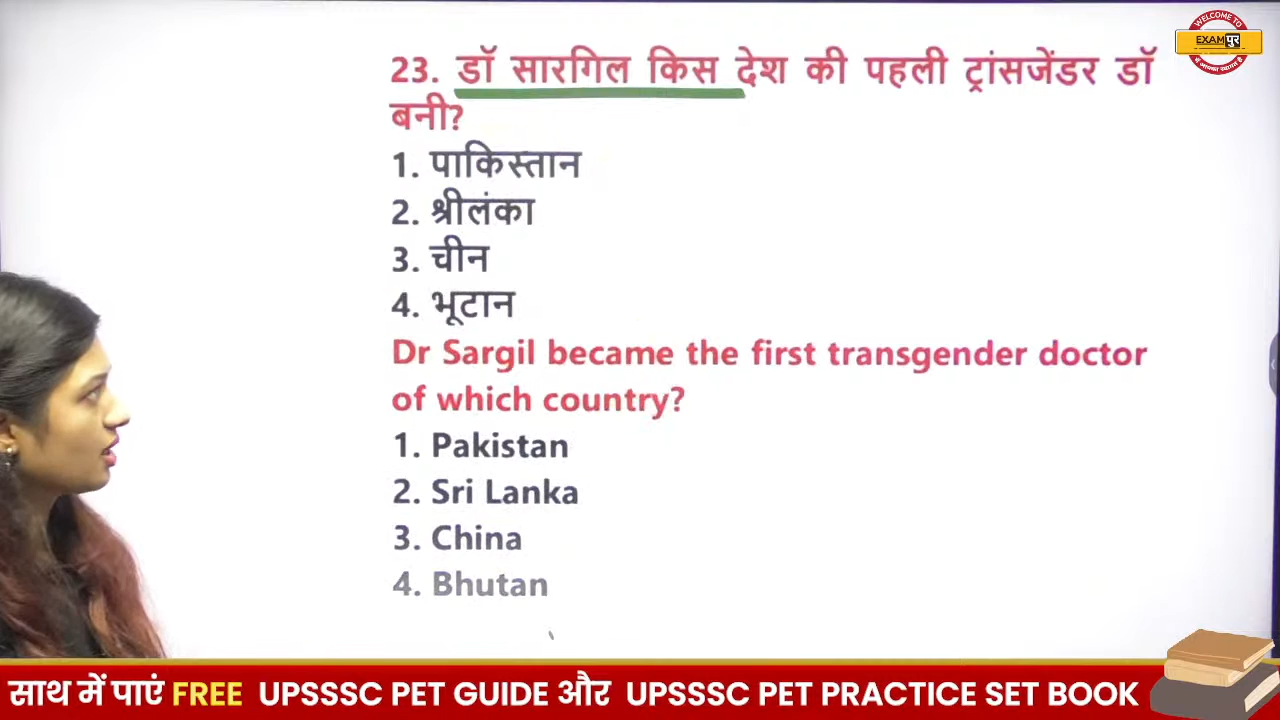 WELCOME TO
EXAMपुर
23. डॉ सारगिल किस देश की पहली ट्रांसजेंडर डॉ
बनी?
1. पाकिस्तान
2. श्रीलंका
3. चीन
4. भूटान
Dr Sargil became the first transgender doctor
of which country?
1. Pakistan
2. Sri Lanka
3. China
4. Bhutan
साथ में पाएं FREE UPSSSC PET GUIDE और UPSSSC PET PRACTICE SET BOOK